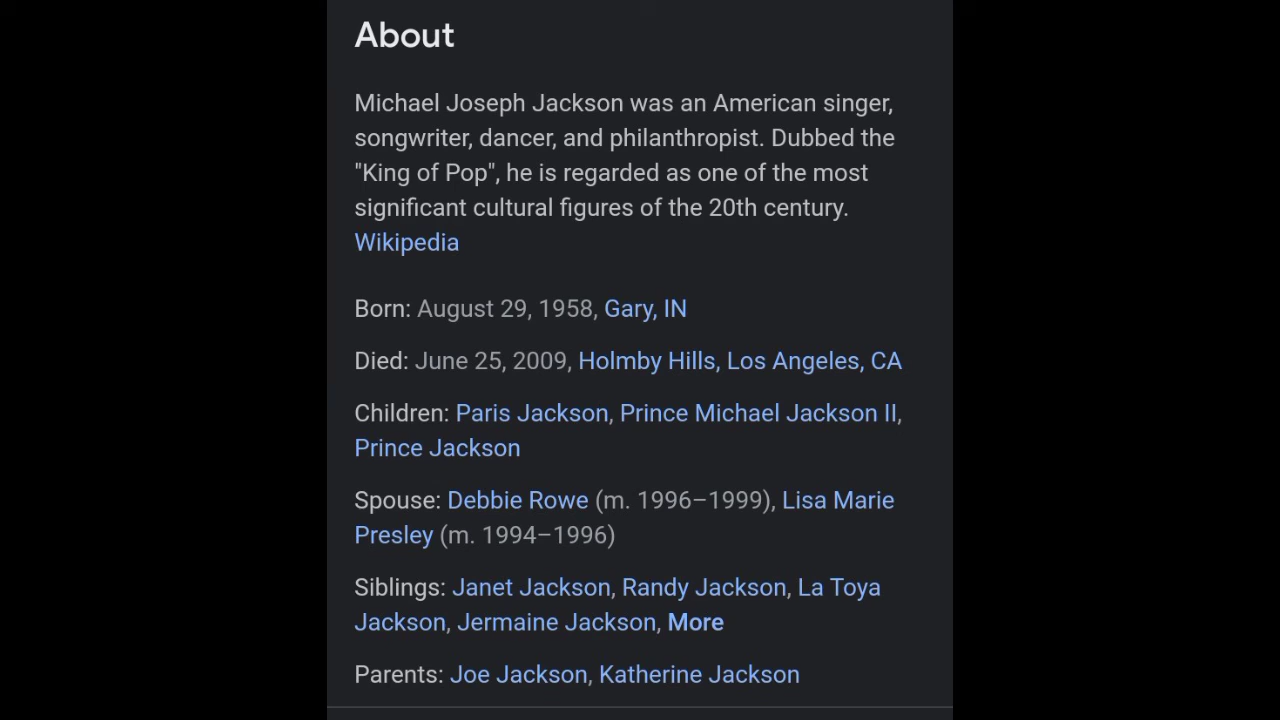 About
Michael Joseph Jackson was an American singer,
songwriter, dancer, and philanthropist. Dubbed the
"King of Pop", he is regarded as one of the most
significant cultural figures of the 20th century.
Wikipedia
Born: August 29, 1958, Gary, IN
Died: June 25, 2009, Holmby Hills, Los Angeles, CA
Children: Paris Jackson, Prince Michael Jackson II,
Prince Jackson
Spouse: Debbie Rowe (m. 1996–1999), Lisa Marie
Presley (m. 1994–1996)
Siblings: Janet Jackson, Randy Jackson, La Toya
Jackson, Jermaine Jackson, More
Parents: Joe Jackson, Katherine Jackson